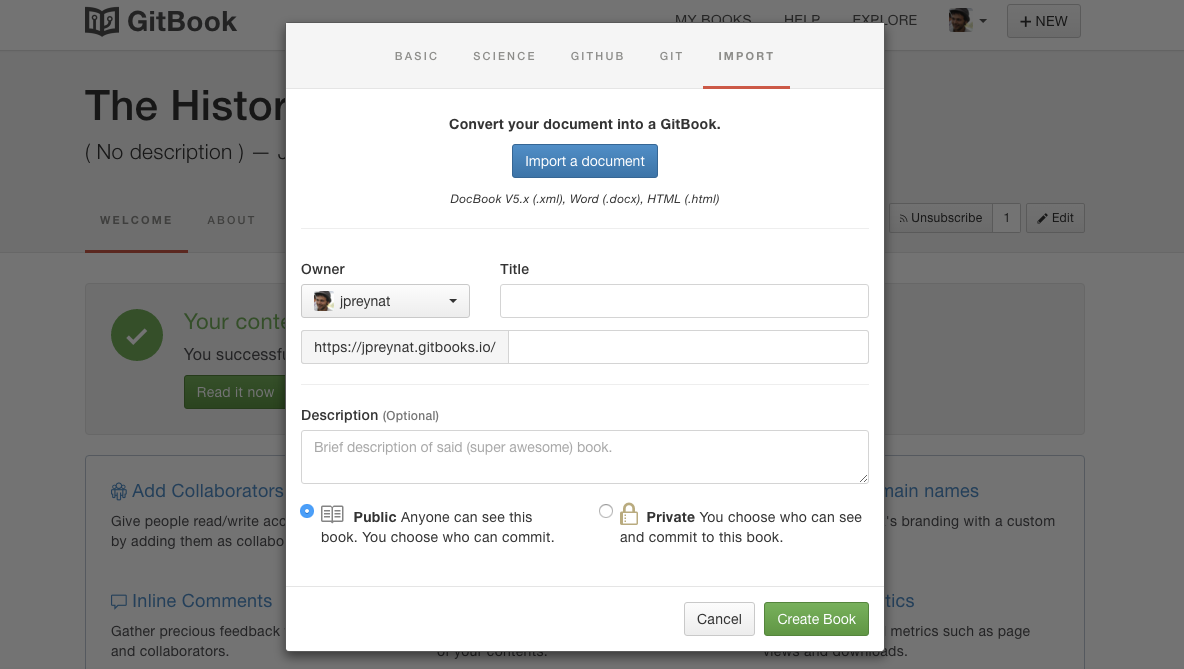 GitBook
MY BOOKS HELP EXPLORE + NEW
BASIC SCIENCE GITHUB GIT IMPORT
The Histor
( No description ) —
WELCOME ABOUT
Unsubscribe 1 Edit
Convert your document into a GitBook.
Import a document
DocBook V5.x (.xml), Word (.docx), HTML (.html)
Owner Title
jpreynat
https://jpreynat.gitbooks.io/
Your conte
You successfu
Read it now
Description (Optional)
Brief description of said (super awesome) book.
Public Anyone can see this
book. You choose who can commit.
Private You choose who can see
and commit to this book.
Add Collaborators
Give people read/write acc
by adding them as collabo
main names
's branding with a custom
Inline Comments
Gather precious feedback
and collaborators.
of your contents.
tics
metrics such as page
views and downloads.
Cancel Create Book